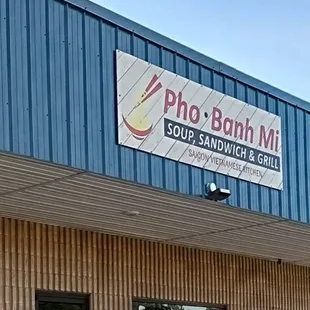 Pho • Banh Mi
SOUP, SANDWICH & GRILL
SAIGON VIETNAMESE KITCHEN